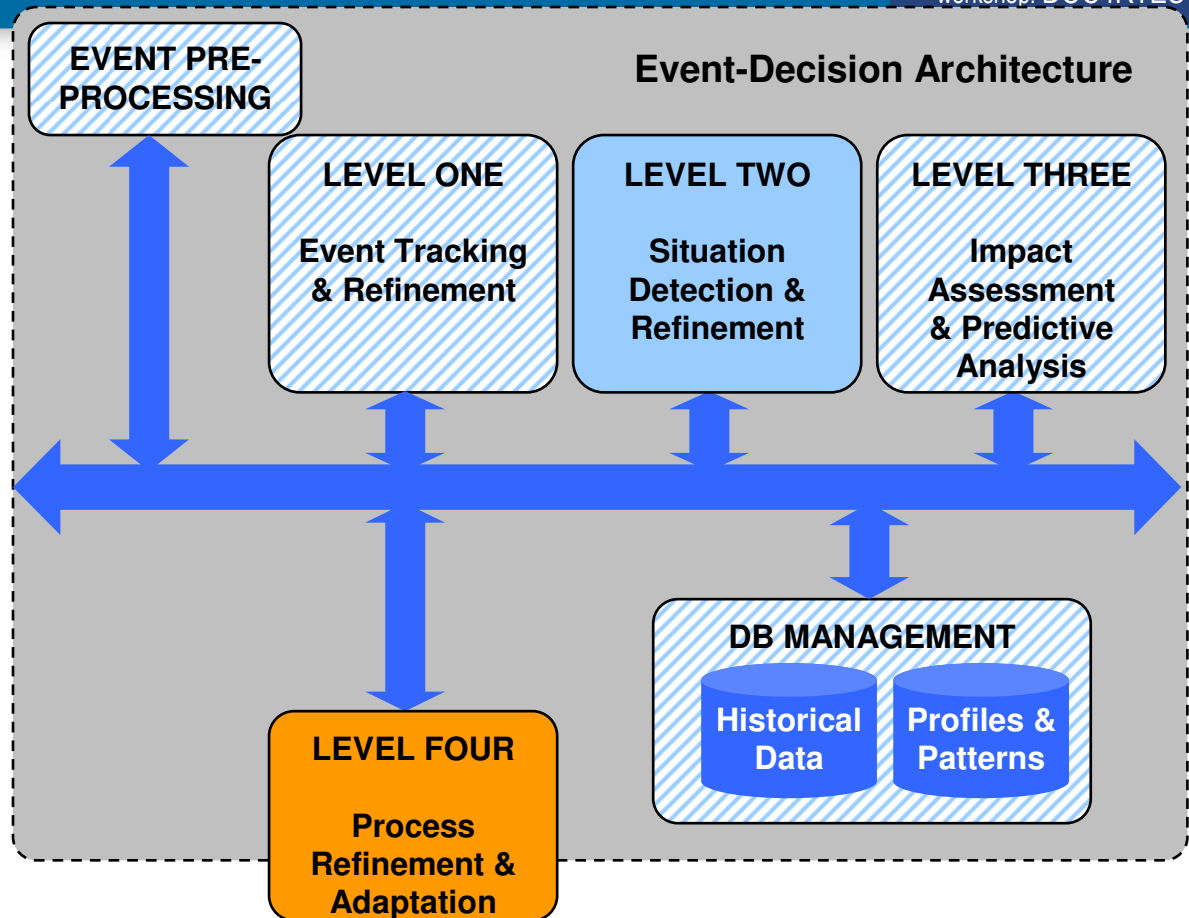 EVENT PRE-
PROCESSING
Event-Decision Architecture
LEVEL ONE
Event Tracking
& Refinement
LEVEL TWO
Situation
Detection &
Refinement
LEVEL THREE
Impact
Assessment
& Predictive
Analysis
DB MANAGEMENT
Historical
Data
Profiles &
Patterns
LEVEL FOUR
Process
Refinement &
Adaptation